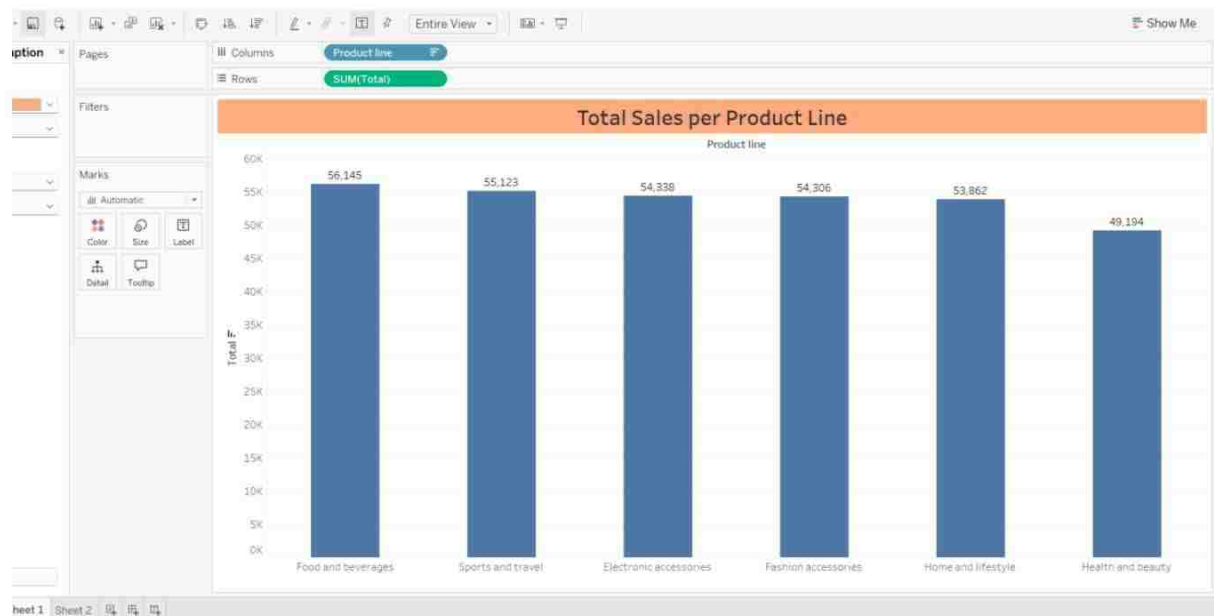 Entire View
Show Me
ption
Pages
Columns
Product line
Rows
SUM(Total)
Filters
Total Sales per Product Line
Product line
Marks
Automatic
Color Size Label
Detail Tooltip
60K
55K
50K
45K
40K
35K
30K
25K
20K
15K
10K
5K
0K
Total
56,145
55,123
54,338
54,306
53,862
49,194
Food and beverages
Sports and travel
Electronic accessories
Fashion accessories
Home and lifestyle
Health and beauty
heet 1 Sheet 2